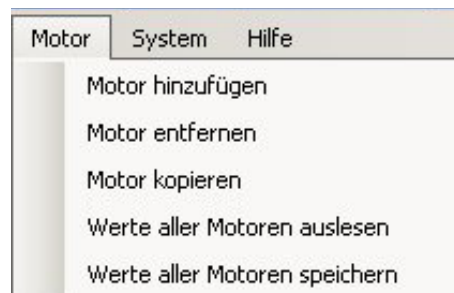 Motor System Hilfe
Motor hinzufügen
Motor entfernen
Motor kopieren
Werte aller Motoren auslesen
Werte aller Motoren speichern